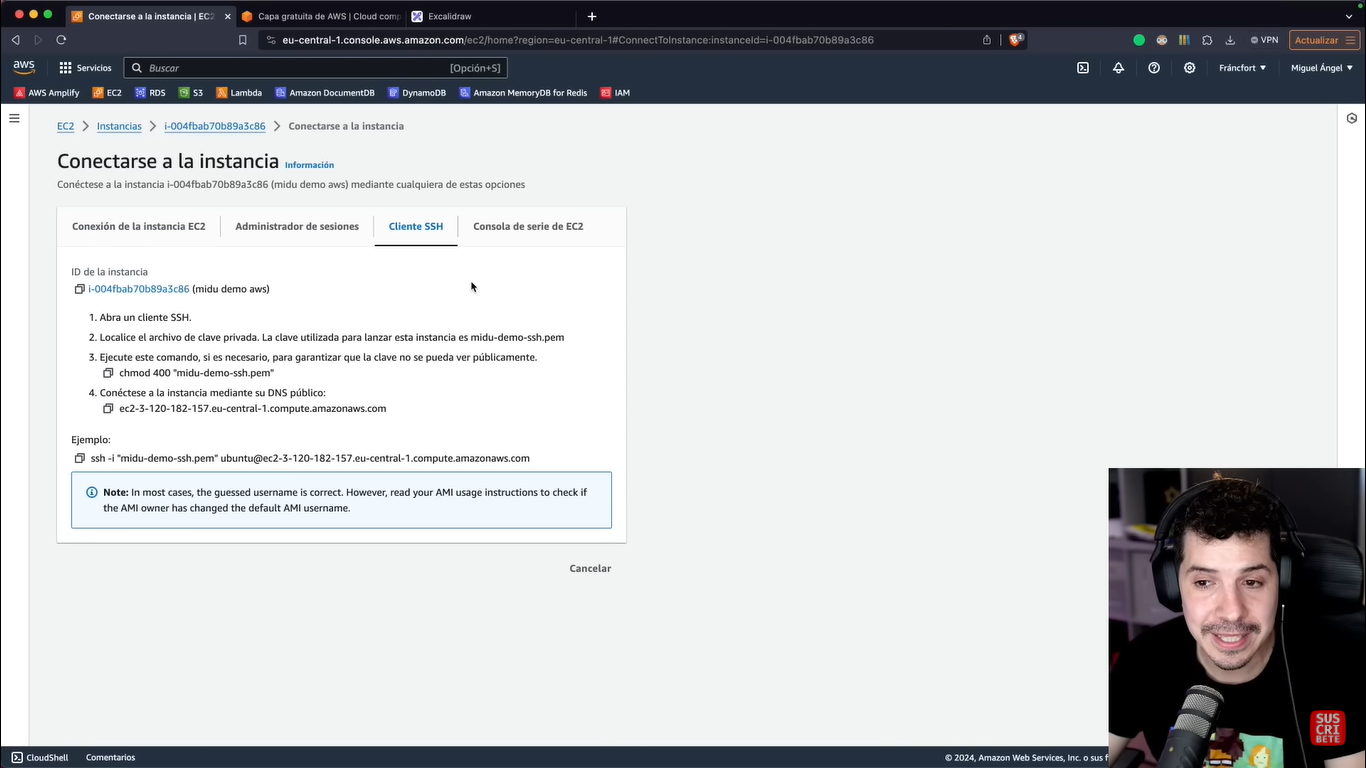 Conectarse a la instancia | EC2
Capa gratuita de AWS | Cloud comp
Excalidraw
eu-central-1.console.aws.amazon.com/ec2/home?region=eu-central-1#ConnectToInstance:instanceId=i-004fbab70b89a3c86
4
VPN
Actualizar
aws
Servicios
Buscar
[Opción+S]
Fráncfort
Miguel Ángel
AWS Amplify
EC2
RDS
S3
Lambda
Amazon DocumentDB
DynamoDB
Amazon MemoryDB for Redis
IAM
EC2
Instancias
i-004fbab70b89a3c86
Conectarse a la instancia
Conectarse a la instancia Información
Conéctese a la instancia i-004fbab70b89a3c86 (midu demo aws) mediante cualquiera de estas opciones
Conexión de la instancia EC2
Administrador de sesiones
Cliente SSH
Consola de serie de EC2
ID de la instancia
i-004fbab70b89a3c86 (midu demo aws)
1. Abra un cliente SSH.
2. Localice el archivo de clave privada. La clave utilizada para lanzar esta instancia es midu-demo-ssh.pem
3. Ejecute este comando, si es necesario, para garantizar que la clave no se pueda ver públicamente.
chmod 400 "midu-demo-ssh.pem"
4. Conéctese a la instancia mediante su DNS público:
ec2-3-120-182-157.eu-central-1.compute.amazonaws.com
Ejemplo:
ssh -i "midu-demo-ssh.pem" ubuntu@ec2-3-120-182-157.eu-central-1.compute.amazonaws.com
Note: In most cases, the guessed username is correct. However, read your AMI usage instructions to check if
the AMI owner has changed the default AMI username.
Cancelar
SUS
CRI
BETE
CloudShell
Comentarios
© 2024, Amazon Web Services, Inc. o sus f